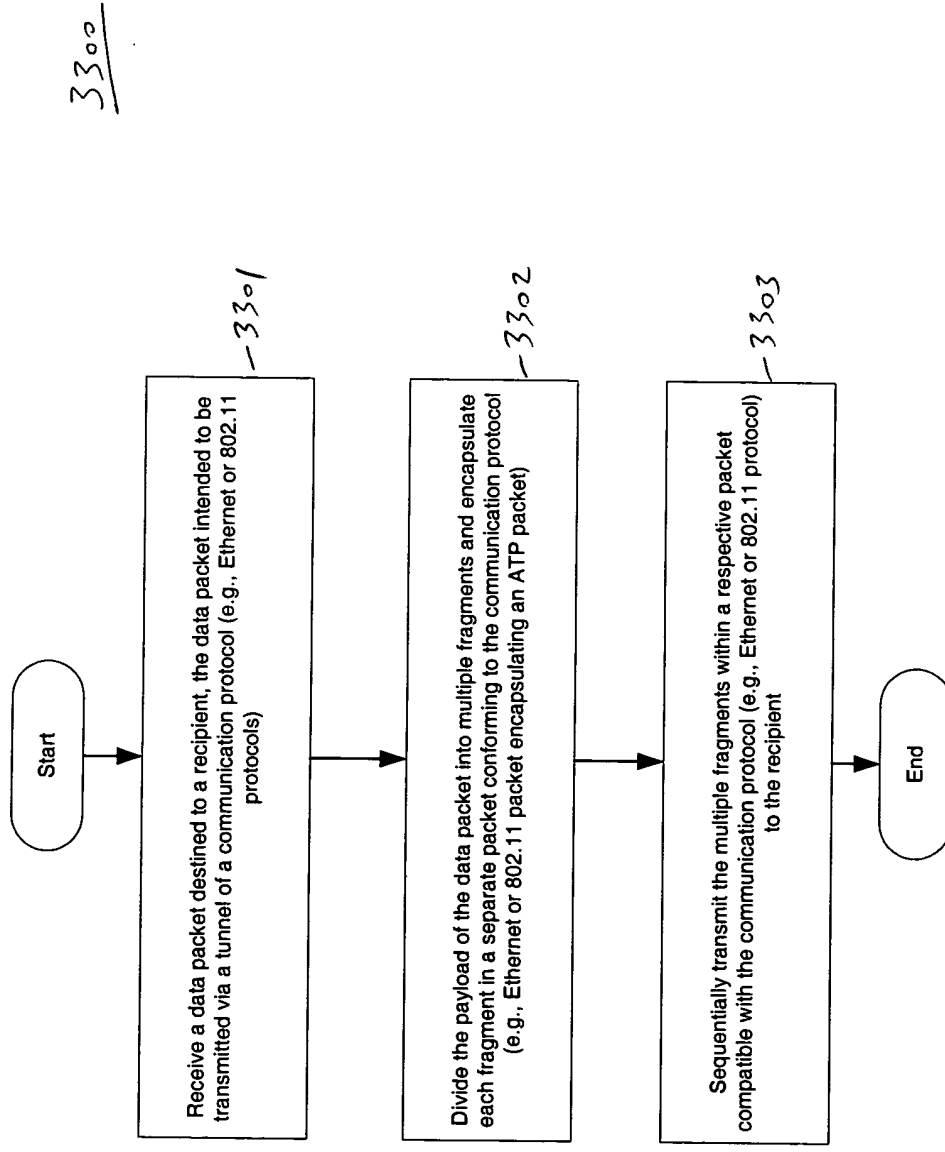 3300
Start
Receive a data packet destined to a recipient, the data packet intended to be
transmitted via a tunnel of a communication protocol (e.g., Ethernet or 802.11
protocols)
3301
Divide the payload of the data packet into multiple fragments and encapsulate
each fragment in a separate packet conforming to the communication protocol
(e.g., Ethernet or 802.11 packet encapsulating an ATP packet)
3302
Sequentially transmit the multiple fragments within a respective packet
compatible with the communication protocol (e.g., Ethernet or 802.11 protocol)
to the recipient
3303
End